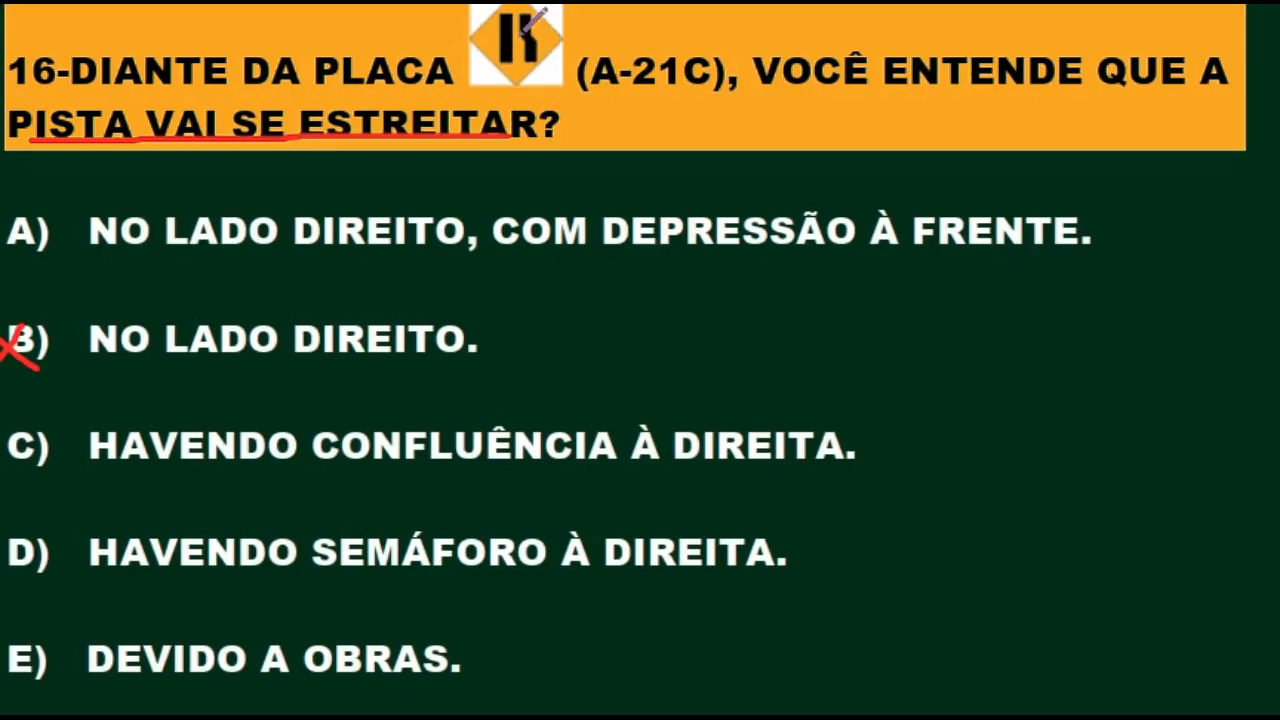 16-DIANTE DA PLACA (A-21C), VOCÊ ENTENDE QUE A
PISTA VAI SE ESTREITAR?
A) NO LADO DIREITO, COM DEPRESSÃO À FRENTE.
B) NO LADO DIREITO.
C) HAVENDO CONFLUÊNCIA À DIREITA.
D) HAVENDO SEMÁFORO À DIREITA.
E) DEVIDO A OBRAS.